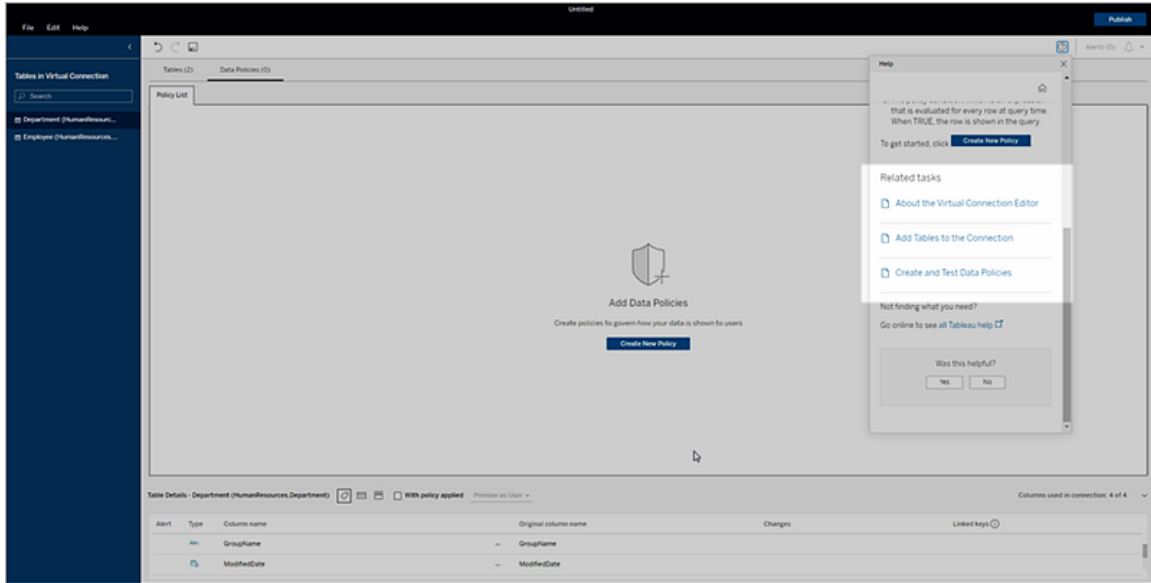 Untitled
File Edit Help
Publish
Alerts (0)
Tables in Virtual Connection
Search
Department (HumanResourc...
Employee (HumanResources....
Tables (2) Data Policies (0)
Policy List
Add Data Policies
Create policies to govern how your data is shown to users
Create New Policy
Help
that is evaluated for every row at query time.
When TRUE, the row is shown in the query.
To get started, click Create New Policy
Related tasks
About the Virtual Connection Editor
Add Tables to the Connection
Create and Test Data Policies
Not finding what you need?
Go online to see all Tableau help
Was this helpful?
Yes No
Table Details - Department (HumanResources.Department) With policy applied Preview as User Columns used in connection: 4 of 4
Alert Type Column name Original column name Changes Linked keys
Abc GroupName ... GroupName
ModifiedDate ... ModifiedDate